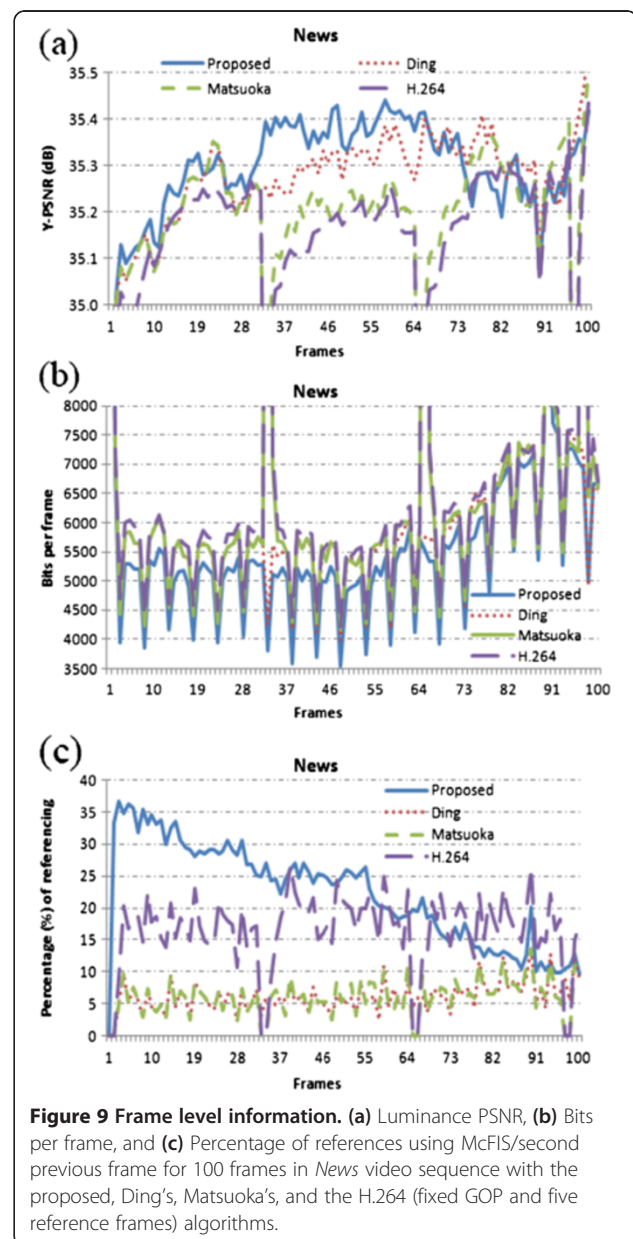 (a)
News
Proposed
Ding
Matsuoka
H.264
Y-PSNR (dB)
35.5
35.4
35.3
35.2
35.1
35.0
1 10 19 28 37 46 55 64 73 82 91 100
Frames
(b)
News
Bits per frame
8000
7500
7000
6500
6000
5500
5000
4500
4000
3500
Proposed
Ding
Matsuoka
H.264
1 10 19 28 37 46 55 64 73 82 91 100
Frames
(c)
News
Percentage (%) of referencing
40
35
30
25
20
15
10
5
0
Proposed
Ding
Matsuoka
H.264
1 10 19 28 37 46 55 64 73 82 91 100
Frames
Figure 9 Frame level information. (a) Luminance PSNR, (b) Bits
per frame, and (c) Percentage of references using McFIS/second
previous frame for 100 frames in News video sequence with the
proposed, Ding's, Matsuoka's, and the H.264 (fixed GOP and five
reference frames) algorithms.